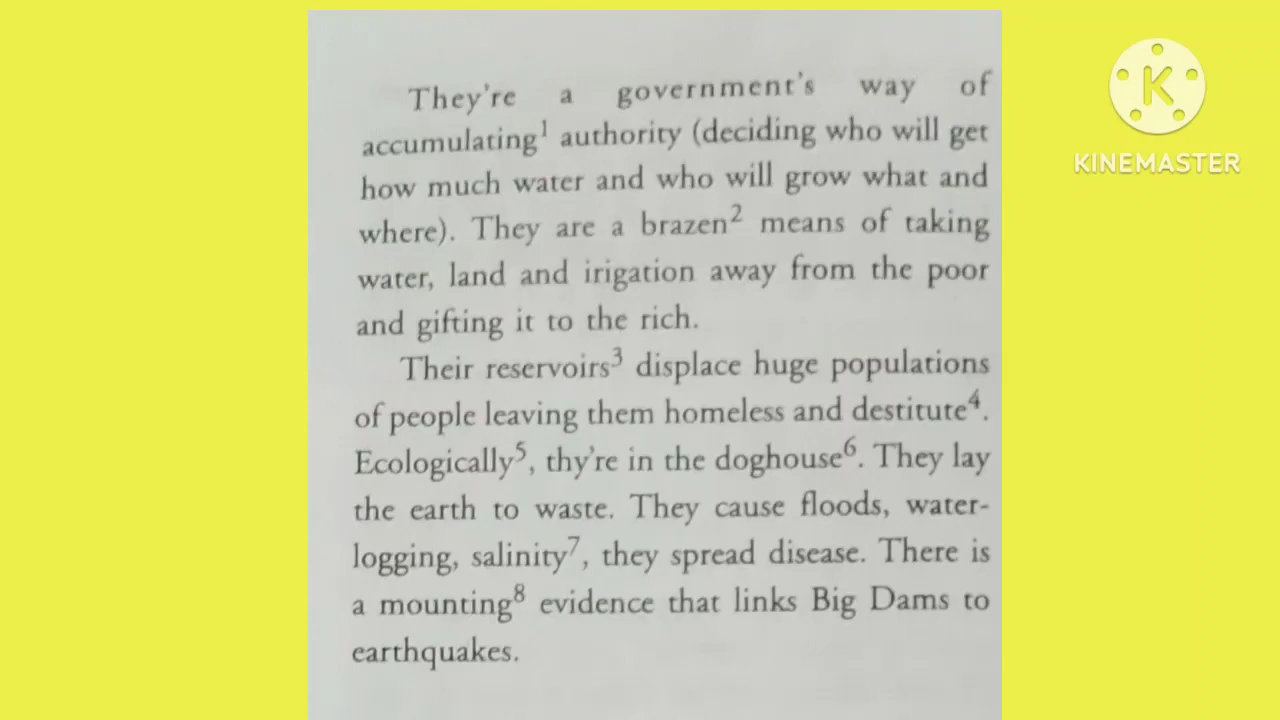 They're a government's way of
accumulating¹ authority (deciding who will get
how much water and who will grow what and
where). They are a brazen² means of taking
water, land and irigation away from the poor
and gifting it to the rich.
Their reservoirs³ displace huge populations
of people leaving them homeless and destitute⁴.
Ecologically⁵, thy're in the doghouse⁶. They lay
the earth to waste. They cause floods, water-
logging, salinity⁷, they spread disease. There is
a mounting⁸ evidence that links Big Dams to
earthquakes.
K
KINEMASTER